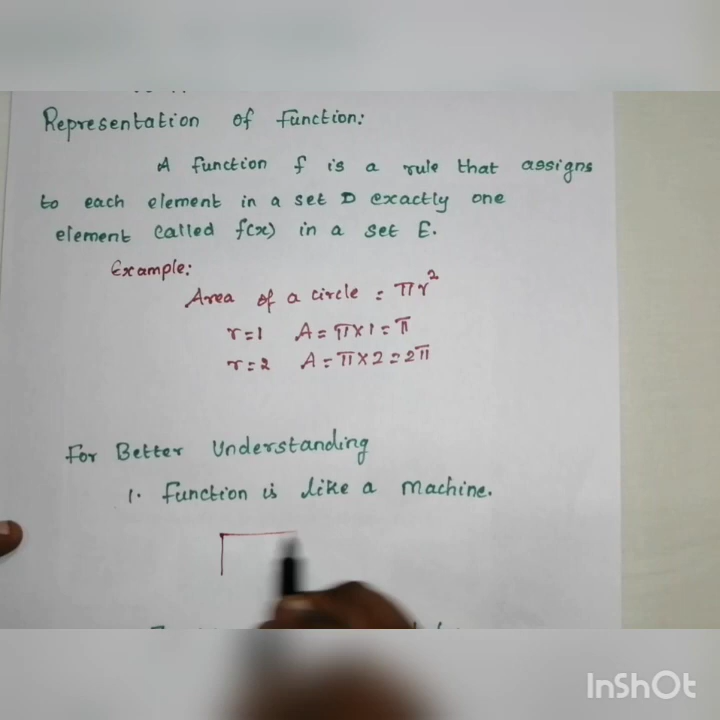 Representation of Function:
A function f is a rule that assigns
to each element in a set D exactly one
element called f(x) in a set E.
Example:
Area of a circle = πr²
r=1 A = π×1 = π
r=2 A = π×2 = 2π
For Better Understanding
1. Function is like a machine.
InShOt